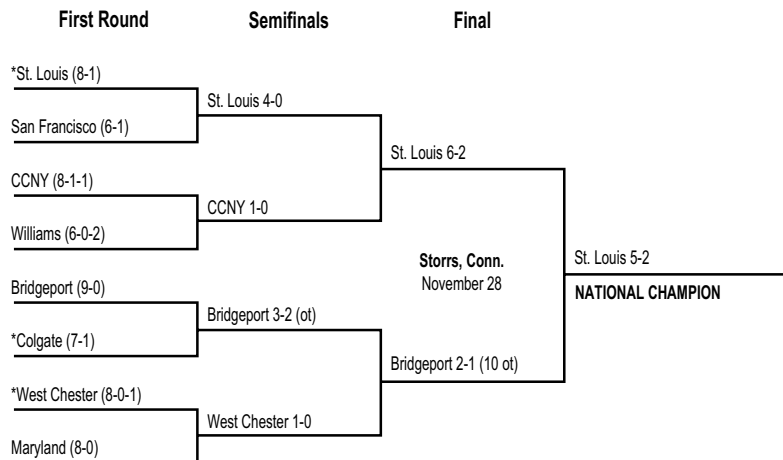 First Round Semifinals Final
*St. Louis (8-1)
St. Louis 4-0
San Francisco (6-1)
St. Louis 6-2
CCNY (8-1-1)
CCNY 1-0
Williams (6-0-2)
Storrs, Conn.
November 28
St. Louis 5-2
NATIONAL CHAMPION
Bridgeport (9-0)
Bridgeport 3-2 (ot)
*Colgate (7-1)
Bridgeport 2-1 (10 ot)
*West Chester (8-0-1)
West Chester 1-0
Maryland (8-0)